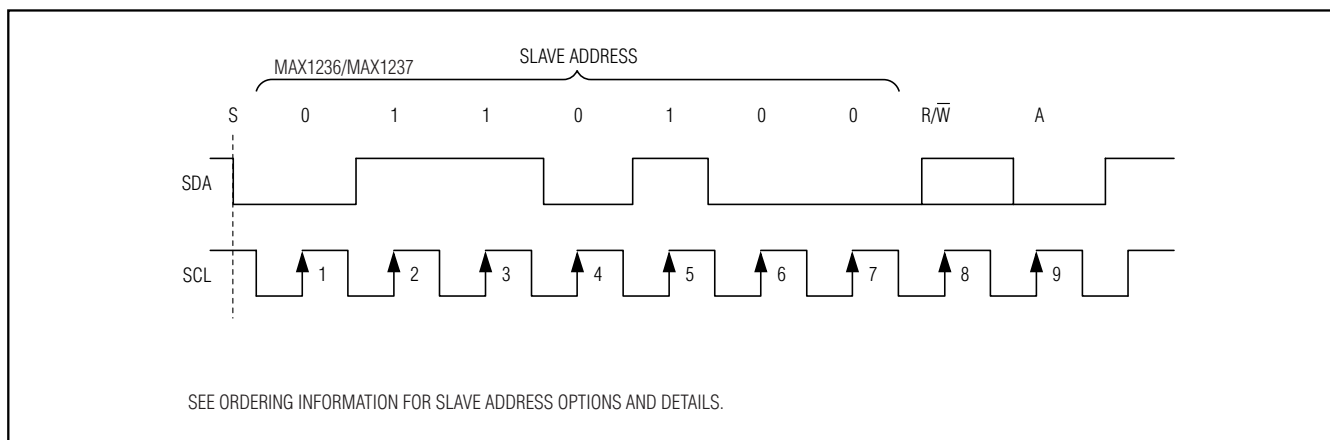 SLAVE ADDRESS
MAX1236/MAX1237
S 0 1 1 0 1 0 0 R/W̅ A
SDA
SCL 1 2 3 4 5 6 7 8 9
SEE ORDERING INFORMATION FOR SLAVE ADDRESS OPTIONS AND DETAILS.